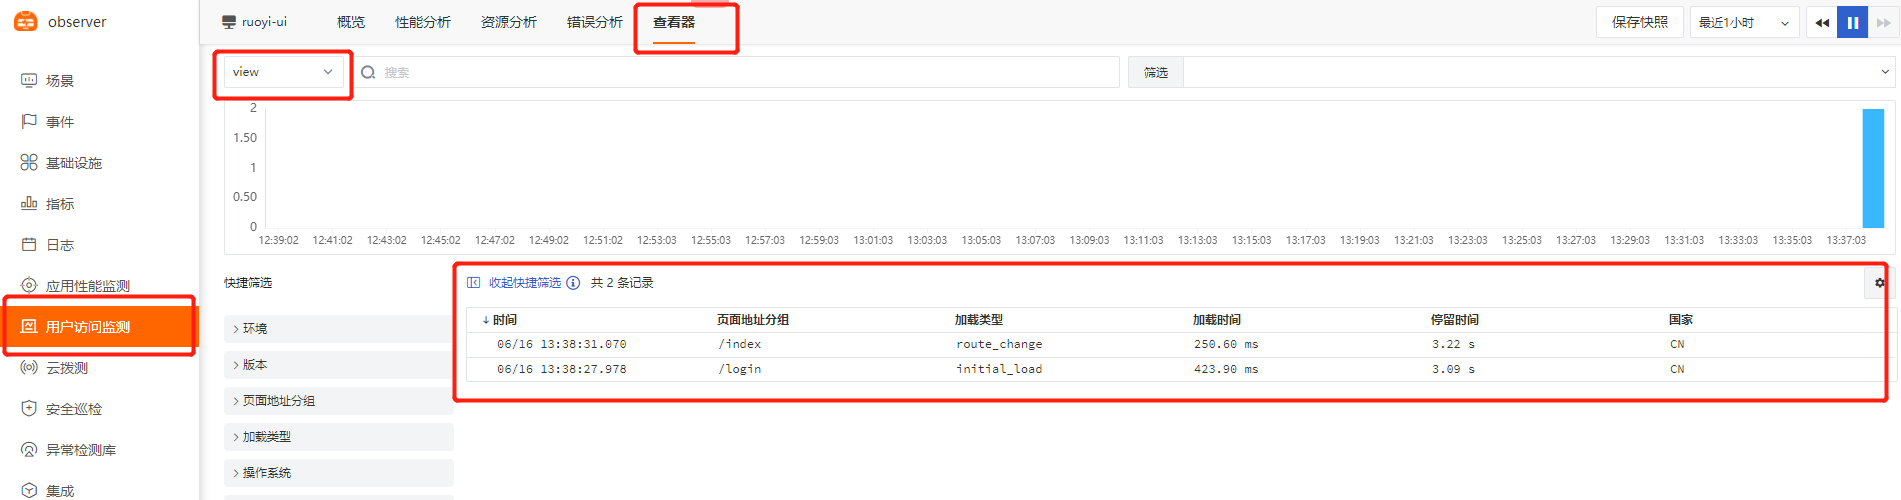 observer
场景
事件
基础设施
指标
日志
应用性能监测
用户访问监测
云拨测
安全巡检
异常检测库
集成
ruoyi-ui 概览 性能分析 资源分析 错误分析 查看器 保存快照 最近1小时
view 搜索 筛选
2
1.50
1
0.50
0
12:39:02 12:41:02 12:43:02 12:45:02 12:47:02 12:49:02 12:51:02 12:53:03 12:55:03 12:57:03 12:59:03 13:01:03 13:03:03 13:05:03 13:07:03 13:09:03 13:11:03 13:13:03 13:15:03 13:17:03 13:19:03 13:21:03 13:23:03 13:25:03 13:27:03 13:29:03 13:31:03 13:33:03 13:35:03 13:37:03
快捷筛选
环境
版本
页面地址分组
加载类型
操作系统
收起快捷筛选 共 2 条记录
时间 页面地址分组 加载类型 加载时间 停留时间 国家
06/16 13:38:31.070 /index route_change 250.60 ms 3.22 s CN
06/16 13:38:27.978 /login initial_load 423.90 ms 3.09 s CN